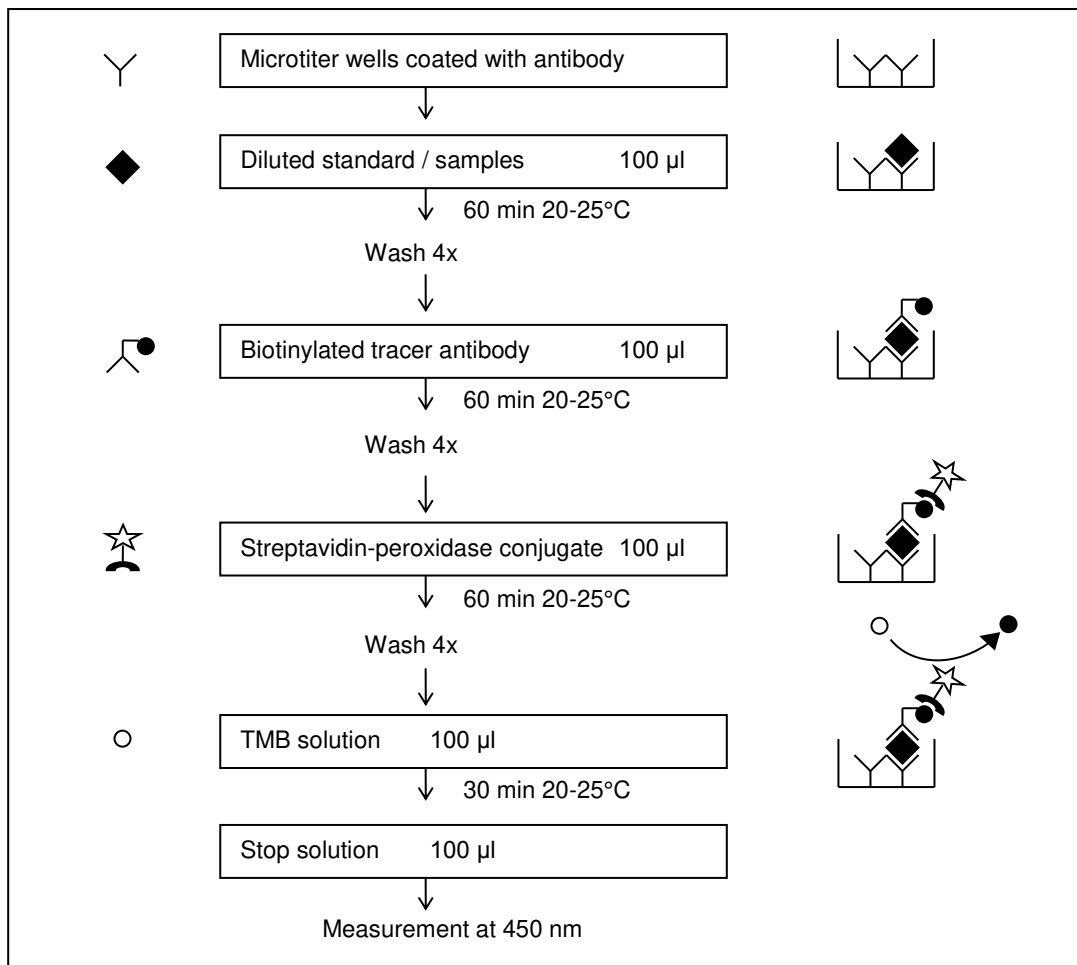 Microtiter wells coated with antibody
Diluted standard / samples 100 µl
60 min 20-25°C
Wash 4x
Biotinylated tracer antibody 100 µl
60 min 20-25°C
Wash 4x
Streptavidin-peroxidase conjugate 100 µl
60 min 20-25°C
Wash 4x
TMB solution 100 µl
30 min 20-25°C
Stop solution 100 µl
Measurement at 450 nm